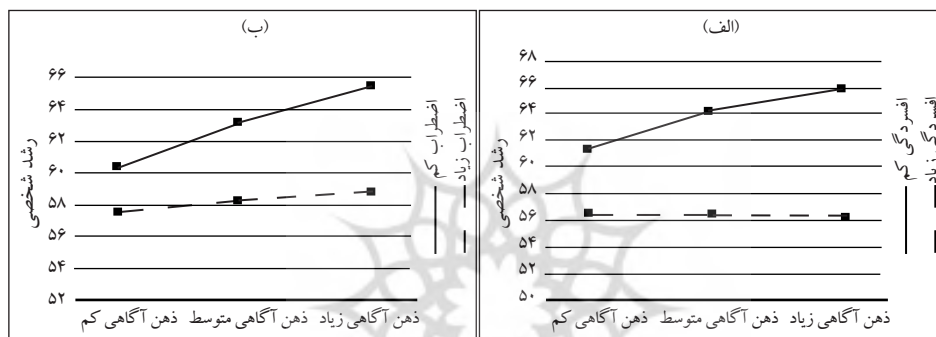 (الف)
رشد شخصی
۶۸
۶۶
۶۴
۶۲
۶۰
۵۸
۵۶
۵۴
۵۲
۵۰
ذهن آگاهی کم ذهن آگاهی متوسط ذهن آگاهی زیاد
افسردگی کم
افسردگی زیاد
(ب)
رشد شخصی
۶۶
۶۴
۶۲
۶۰
۵۸
۵۶
۵۴
۵۲
ذهن آگاهی کم ذهن آگاهی متوسط ذهن آگاهی زیاد
اضطراب کم
اضطراب زیاد